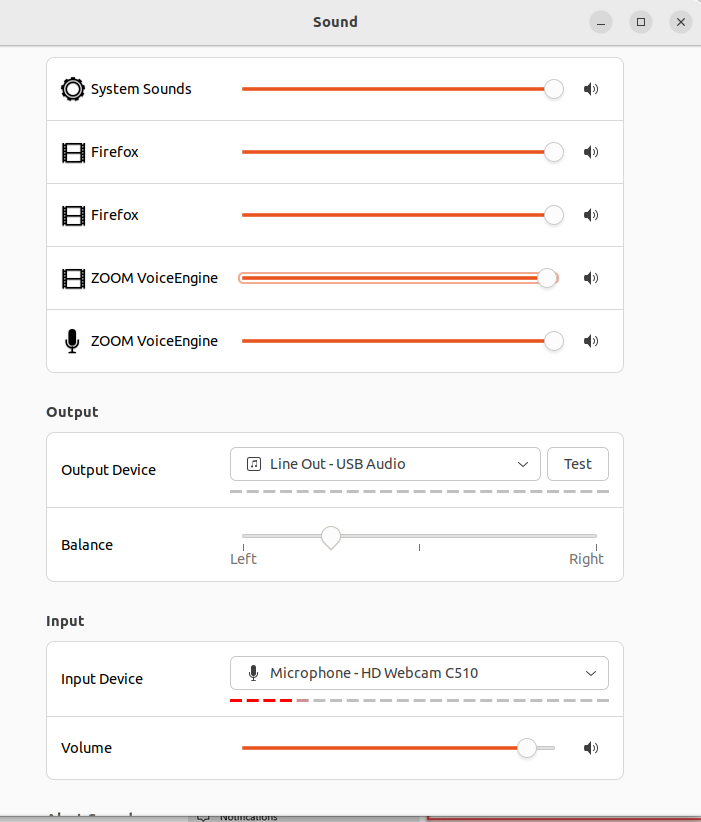 Sound
System Sounds
Firefox
Firefox
ZOOM VoiceEngine
ZOOM VoiceEngine
Output
Output Device
Line Out - USB Audio
Test
Balance
Left
Right
Input
Input Device
Microphone - HD Webcam C510
Volume
Notifications